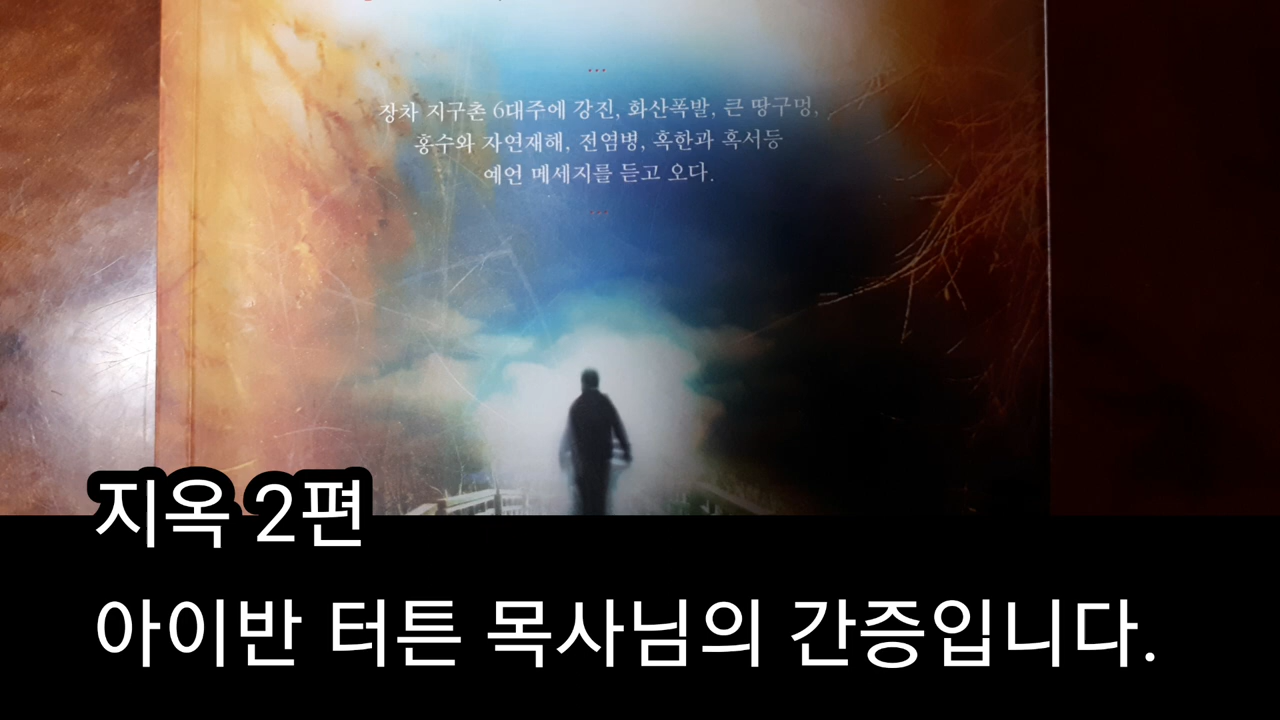 장차 지구촌 6대주에 강진, 화산폭발, 큰 땅구멍,
홍수와 자연재해, 전염병, 혹한과 혹서등
예언 메세지를 듣고 오다.
지옥 2편
아이반 터튼 목사님의 간증입니다.